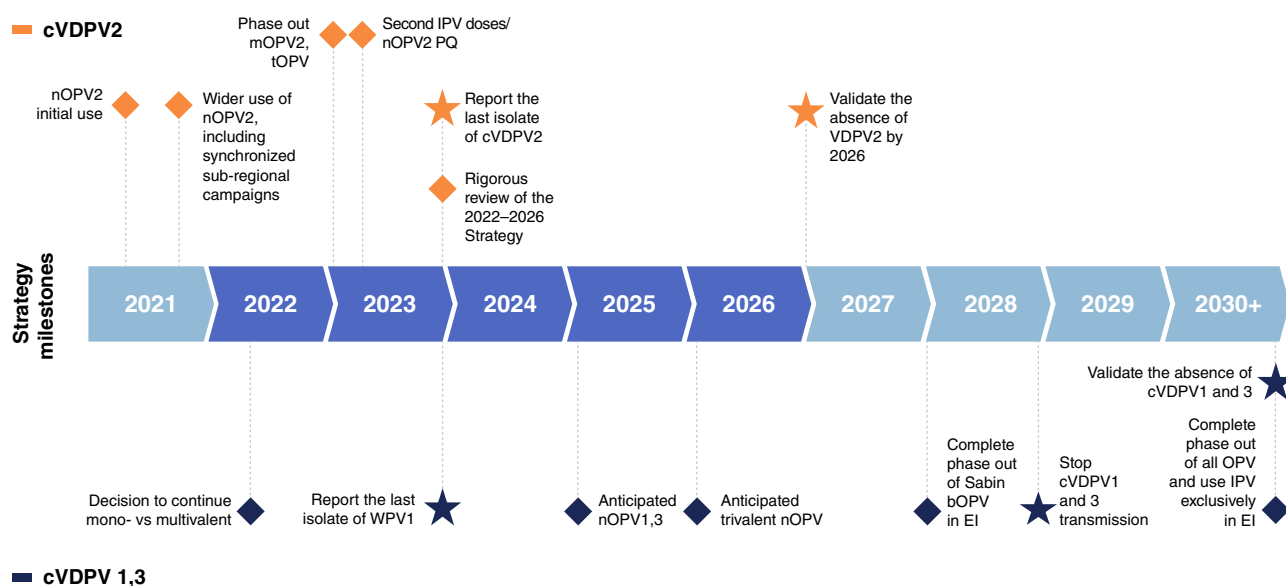 cVDPV2
Phase out
mOPV2,
tOPV
Second IPV doses/
nOPV2 PQ
nOPV2
initial use
Wider use of
nOPV2,
including
synchronized
sub-regional
campaigns
Report the
last isolate
of cVDPV2
Rigorous
review of the
2022–2026
Strategy
Validate the
absence of
VDPV2 by
2026
Strategy
milestones
2021
2022
2023
2024
2025
2026
2027
2028
2029
2030+
Decision to continue
mono- vs multivalent
Report the last
isolate of WPV1
Anticipated
nOPV1,3
Anticipated
trivalent nOPV
Complete
phase out
of Sabin
bOPV
in EI
Stop
cVDPV1
and 3
transmission
Validate the absence of
cVDPV1 and 3
Complete
phase out
of all OPV
and use IPV
exclusively
in EI
cVDPV 1,3